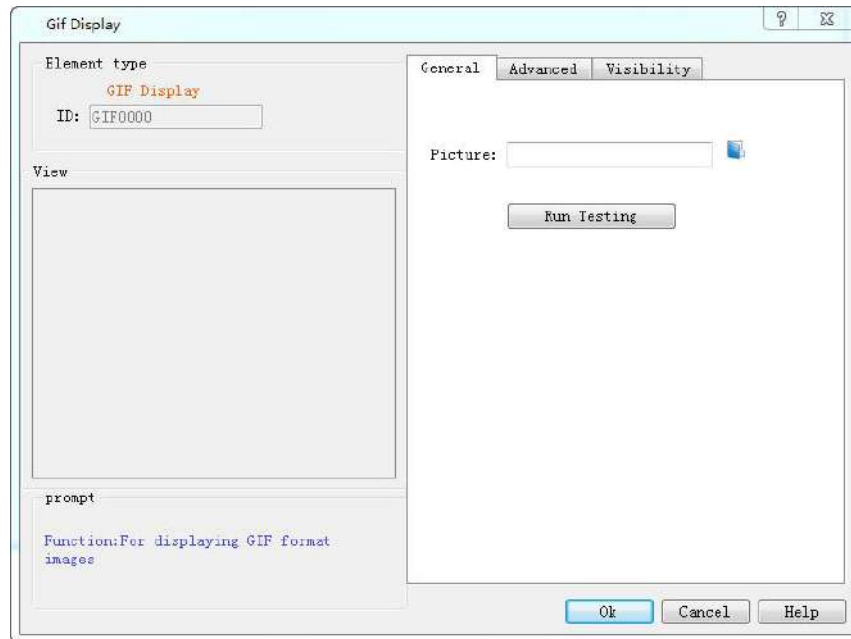 Gif Display
Element type
GIF Display
ID: GIF0000
View
prompt
Function:For displaying GIF format
images
General Advanced Visibility
Picture:
Run Testing
Ok Cancel Help